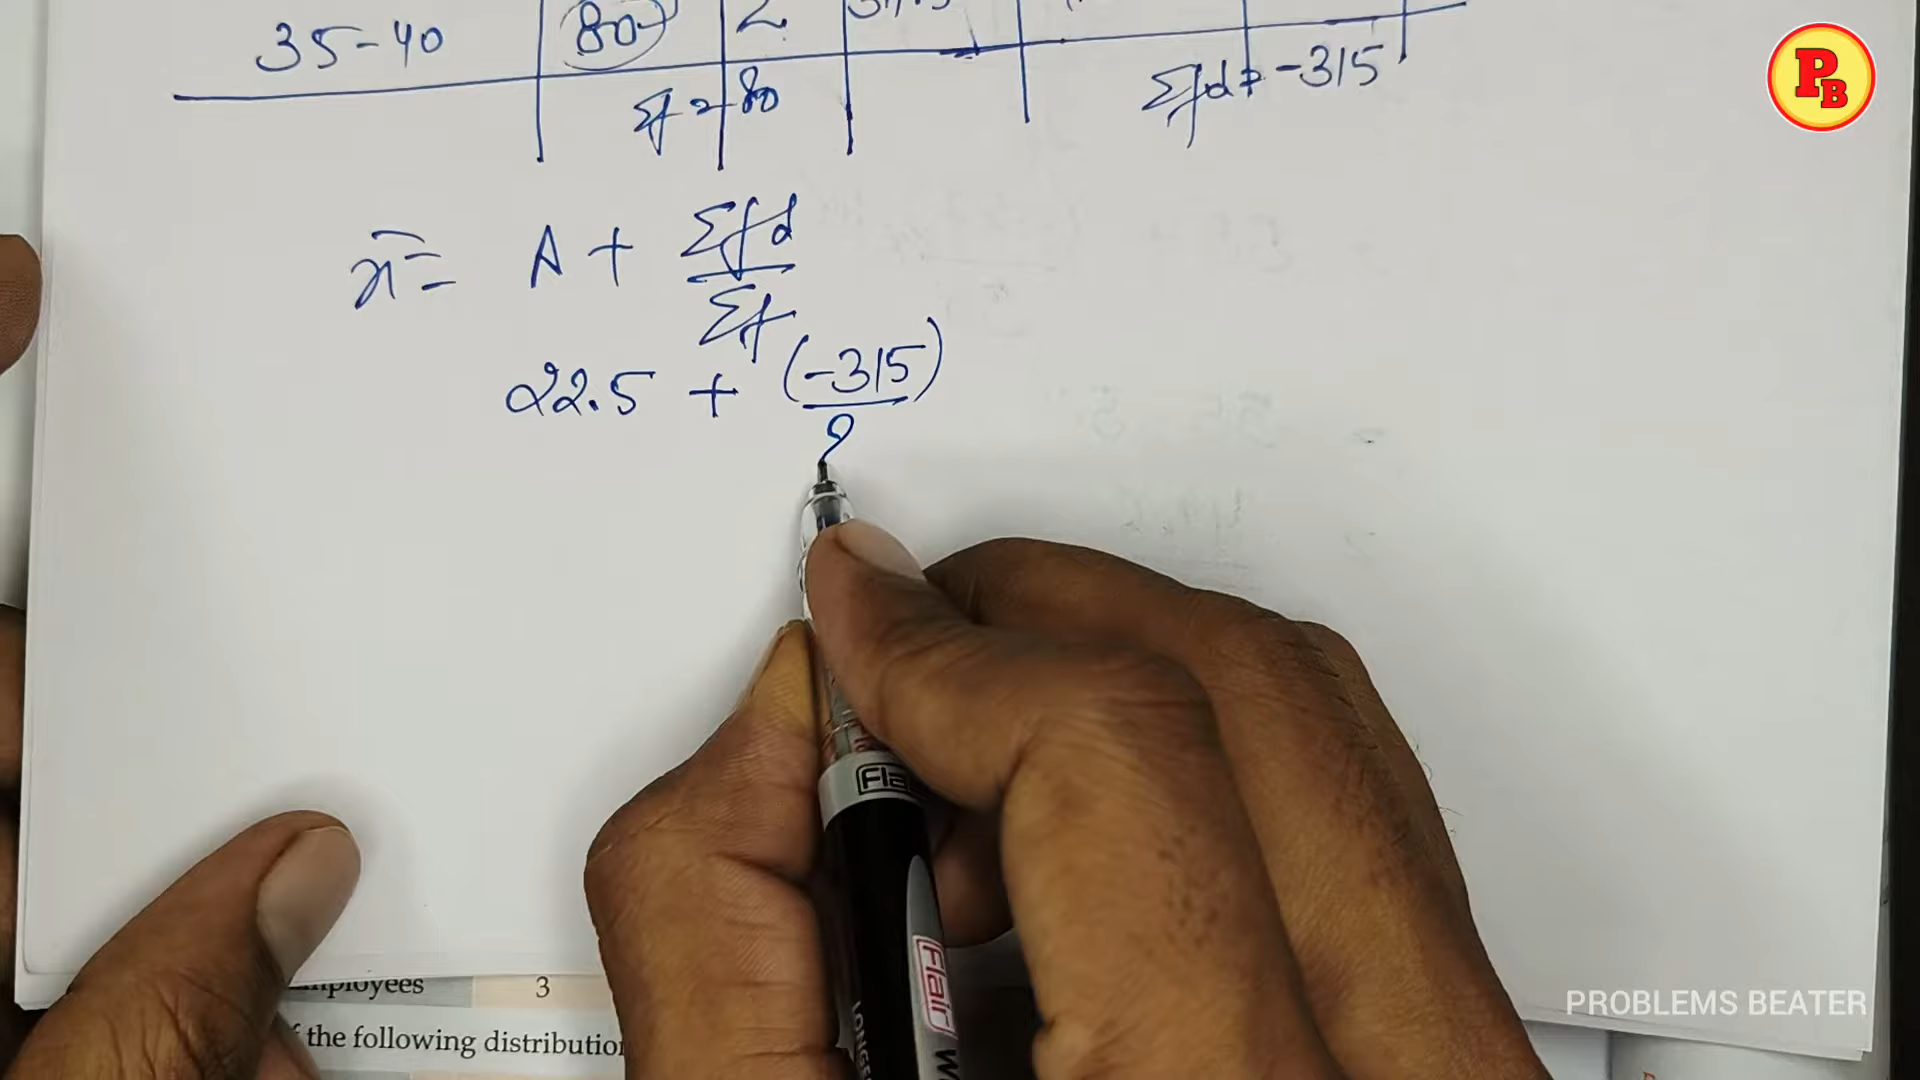 35-40 80 2
Σf = 80 Σfd = -315
x̄ = A + Σfd / Σf
22.5 + (-315) / 8
PB
Flair
Flair
employees 3
the following distribution
PROBLEMS BEATER